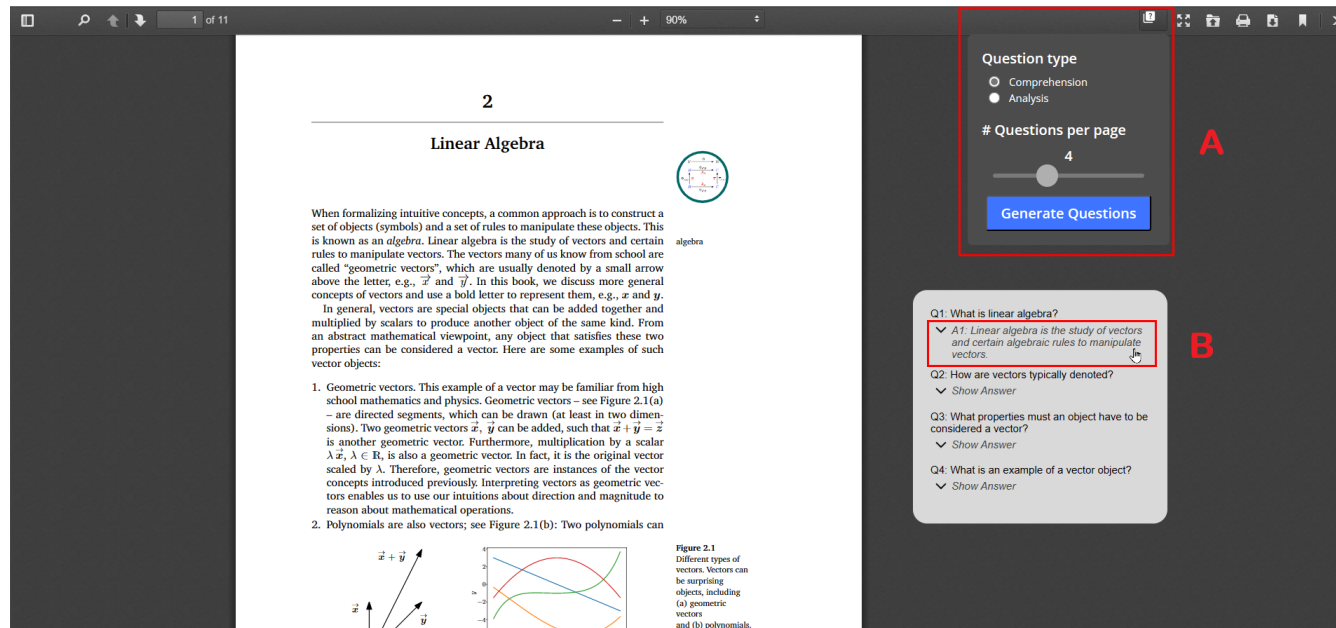 1 of 11
− + 90%
2
Linear Algebra
When formalizing intuitive concepts, a common approach is to construct a
set of objects (symbols) and a set of rules to manipulate these objects. This
is known as an algebra. Linear algebra is the study of vectors and certain
rules to manipulate vectors. The vectors many of us know from school are
called “geometric vectors”, which are usually denoted by a small arrow
above the letter, e.g., x⃗ and y⃗. In this book, we discuss more general
concepts of vectors and use a bold letter to represent them, e.g., x and y.
In general, vectors are special objects that can be added together and
multiplied by scalars to produce another object of the same kind. From
an abstract mathematical viewpoint, any object that satisfies these two
properties can be considered a vector. Here are some examples of such
vector objects:
1. Geometric vectors. This example of a vector may be familiar from high
school mathematics and physics. Geometric vectors – see Figure 2.1(a)
– are directed segments, which can be drawn (at least in two dimen-
sions). Two geometric vectors x⃗, y⃗ can be added, such that x⃗ + y⃗ = z⃗
is another geometric vector. Furthermore, multiplication by a scalar
λ x⃗, λ ∈ ℝ, is also a geometric vector. In fact, it is the original vector
scaled by λ. Therefore, geometric vectors are instances of the vector
concepts introduced previously. Interpreting vectors as geometric vec-
tors enables us to use our intuitions about direction and magnitude to
reason about mathematical operations.
2. Polynomials are also vectors; see Figure 2.1(b): Two polynomials can
x⃗ + y⃗
x⃗
y⃗
4
2
0
−2
−4
y
algebra
Figure 2.1
Different types of
vectors. Vectors can
be surprising
objects, including
(a) geometric
vectors
and (b) polynomials.
?
Question type
Comprehension
Analysis
# Questions per page
4
Generate Questions
A
Q1: What is linear algebra?
A1: Linear algebra is the study of vectors
and certain algebraic rules to manipulate
vectors.
B
Q2: How are vectors typically denoted?
Show Answer
Q3: What properties must an object have to be
considered a vector?
Show Answer
Q4: What is an example of a vector object?
Show Answer